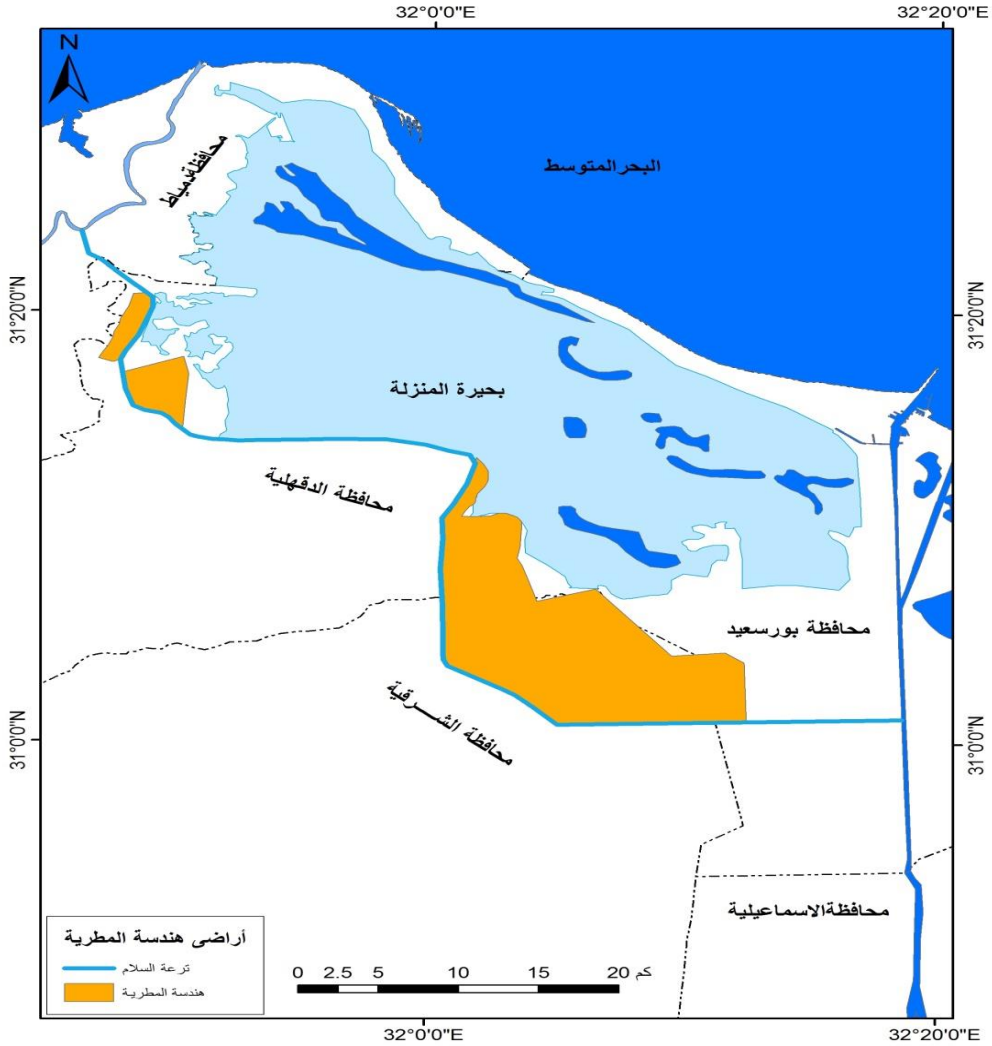 32°0'0"E
32°20'0"E
N
محافظةدمياط
البحرالمتوسط
31°20'0"N
31°20'0"N
بحيرة المنزلة
محافظة الدقهلية
محافظة بورسعيد
محافظة الشـــرقية
31°0'0"N
31°0'0"N
محافظةالاسماعيلية
أراضى هندسة المطرية
ترعة السلام
هندسة المطرية
0 2.5 5 10 15 20 كم
32°0'0"E
32°20'0"E